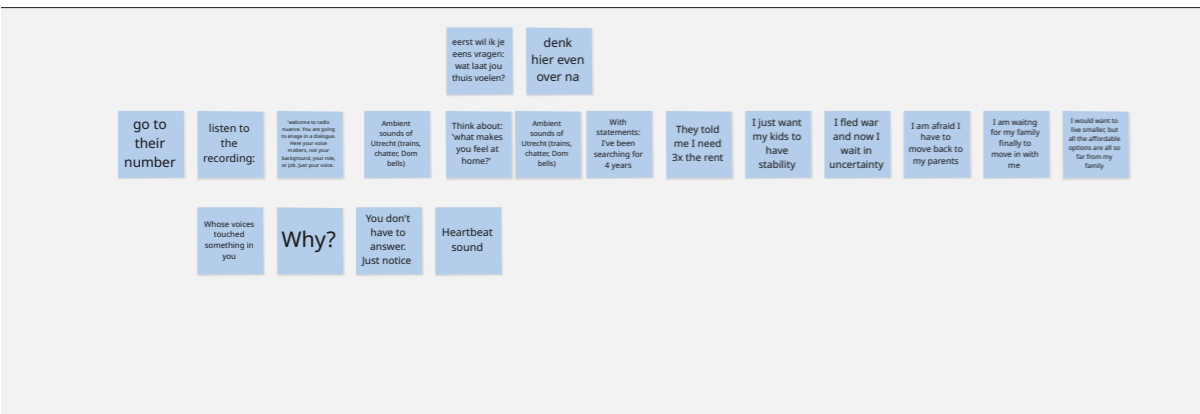 eerst wil ik je
eens vragen:
wat laat jou
thuis voelen?
denk
hier even
over na
go to
their
number
listen to
the
recording:
'welcome to radio
nuance. You are going
to enage in a dialogue.
Here your voice
matters, not your
background, your role,
or job. Just your voice.
Ambient
sounds of
Utrecht (trains,
chatter, Dom
bells)
Think about:
'what makes
you feel at
home?'
Ambient
sounds of
Utrecht (trains,
chatter, Dom
bells)
With
statements:
I've been
searching for
4 years
They told
me I need
3x the rent
I just want
my kids to
have
stability
I fled war
and now I
wait in
uncertainty
I am afraid I
have to
move back to
my parents
I am waitng
for my family
finally to
move in with
me
I would want to
live smaller, but
all the affordable
options are all so
far from my
family
Whose voices
touched
something in
you
Why?
You don't
have to
answer.
Just notice
Heartbeat
sound